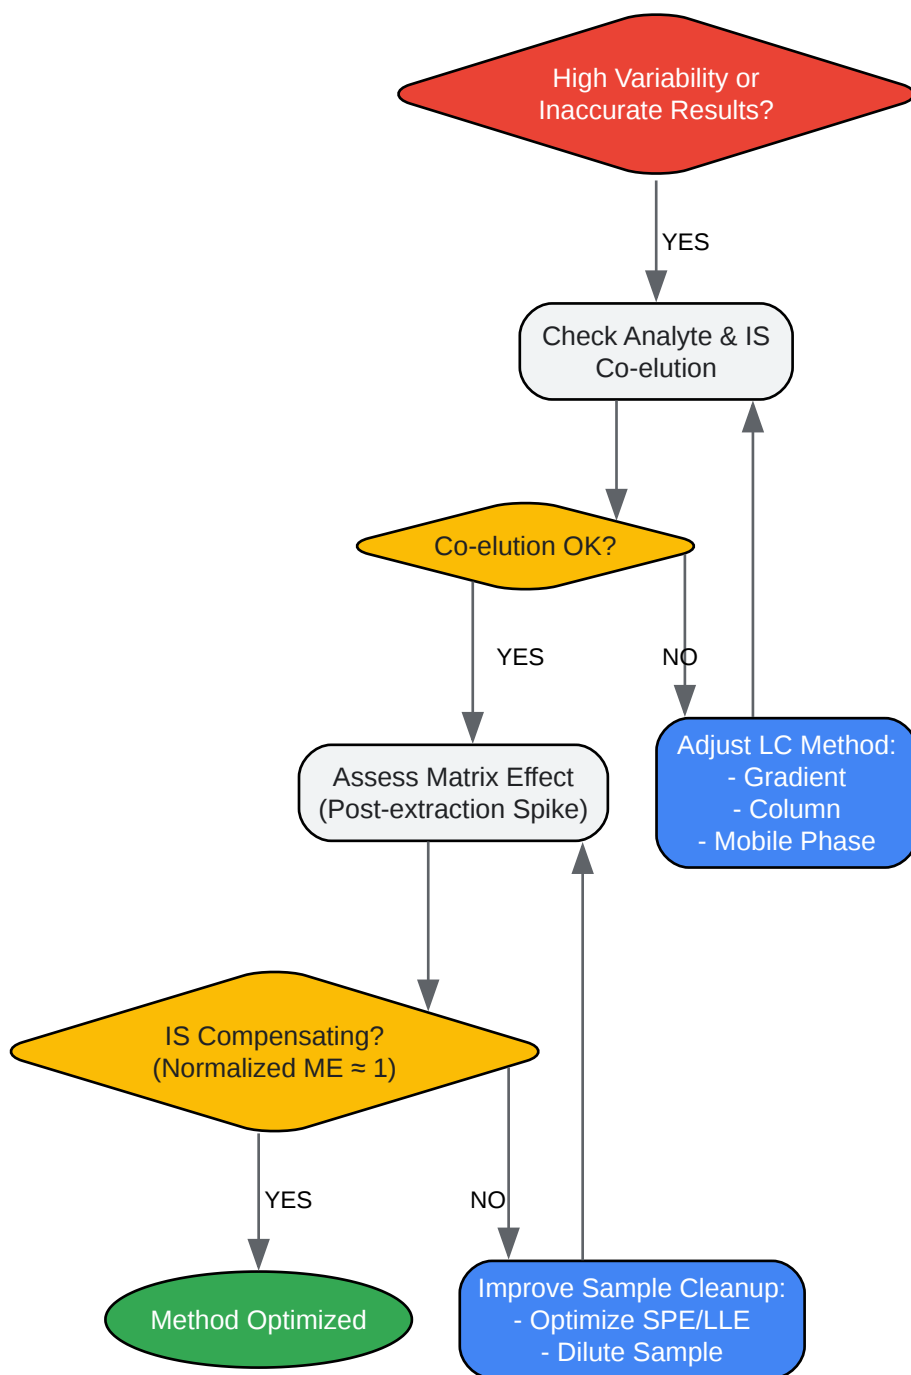 High Variability or
Inaccurate Results?
YES
Check Analyte & IS
Co-elution
Co-elution OK?
YES
NO
Adjust LC Method:
- Gradient
- Column
- Mobile Phase
Assess Matrix Effect
(Post-extraction Spike)
IS Compensating?
(Normalized ME ≈ 1)
YES
NO
Method Optimized
Improve Sample Cleanup:
- Optimize SPE/LLE
- Dilute Sample